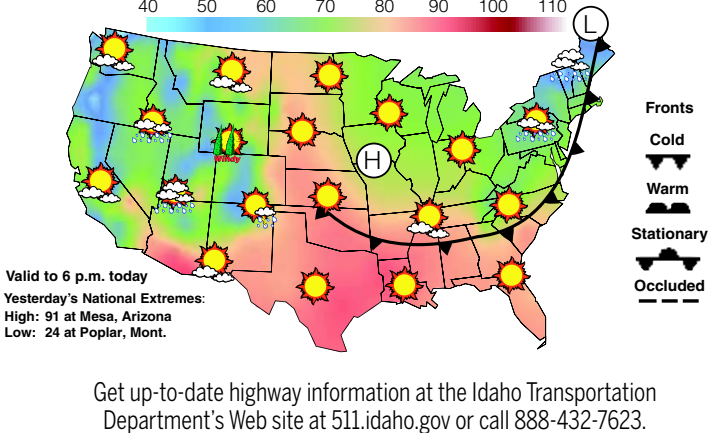 40 50 60 70 80 90 100 110
L
H
Windy
Fronts
Cold
Warm
Stationary
Occluded
Valid to 6 p.m. today
Yesterday's National Extremes:
High: 91 at Mesa, Arizona
Low: 24 at Poplar, Mont.
Get up-to-date highway information at the Idaho Transportation
Department's Web site at 511.idaho.gov or call 888-432-7623.